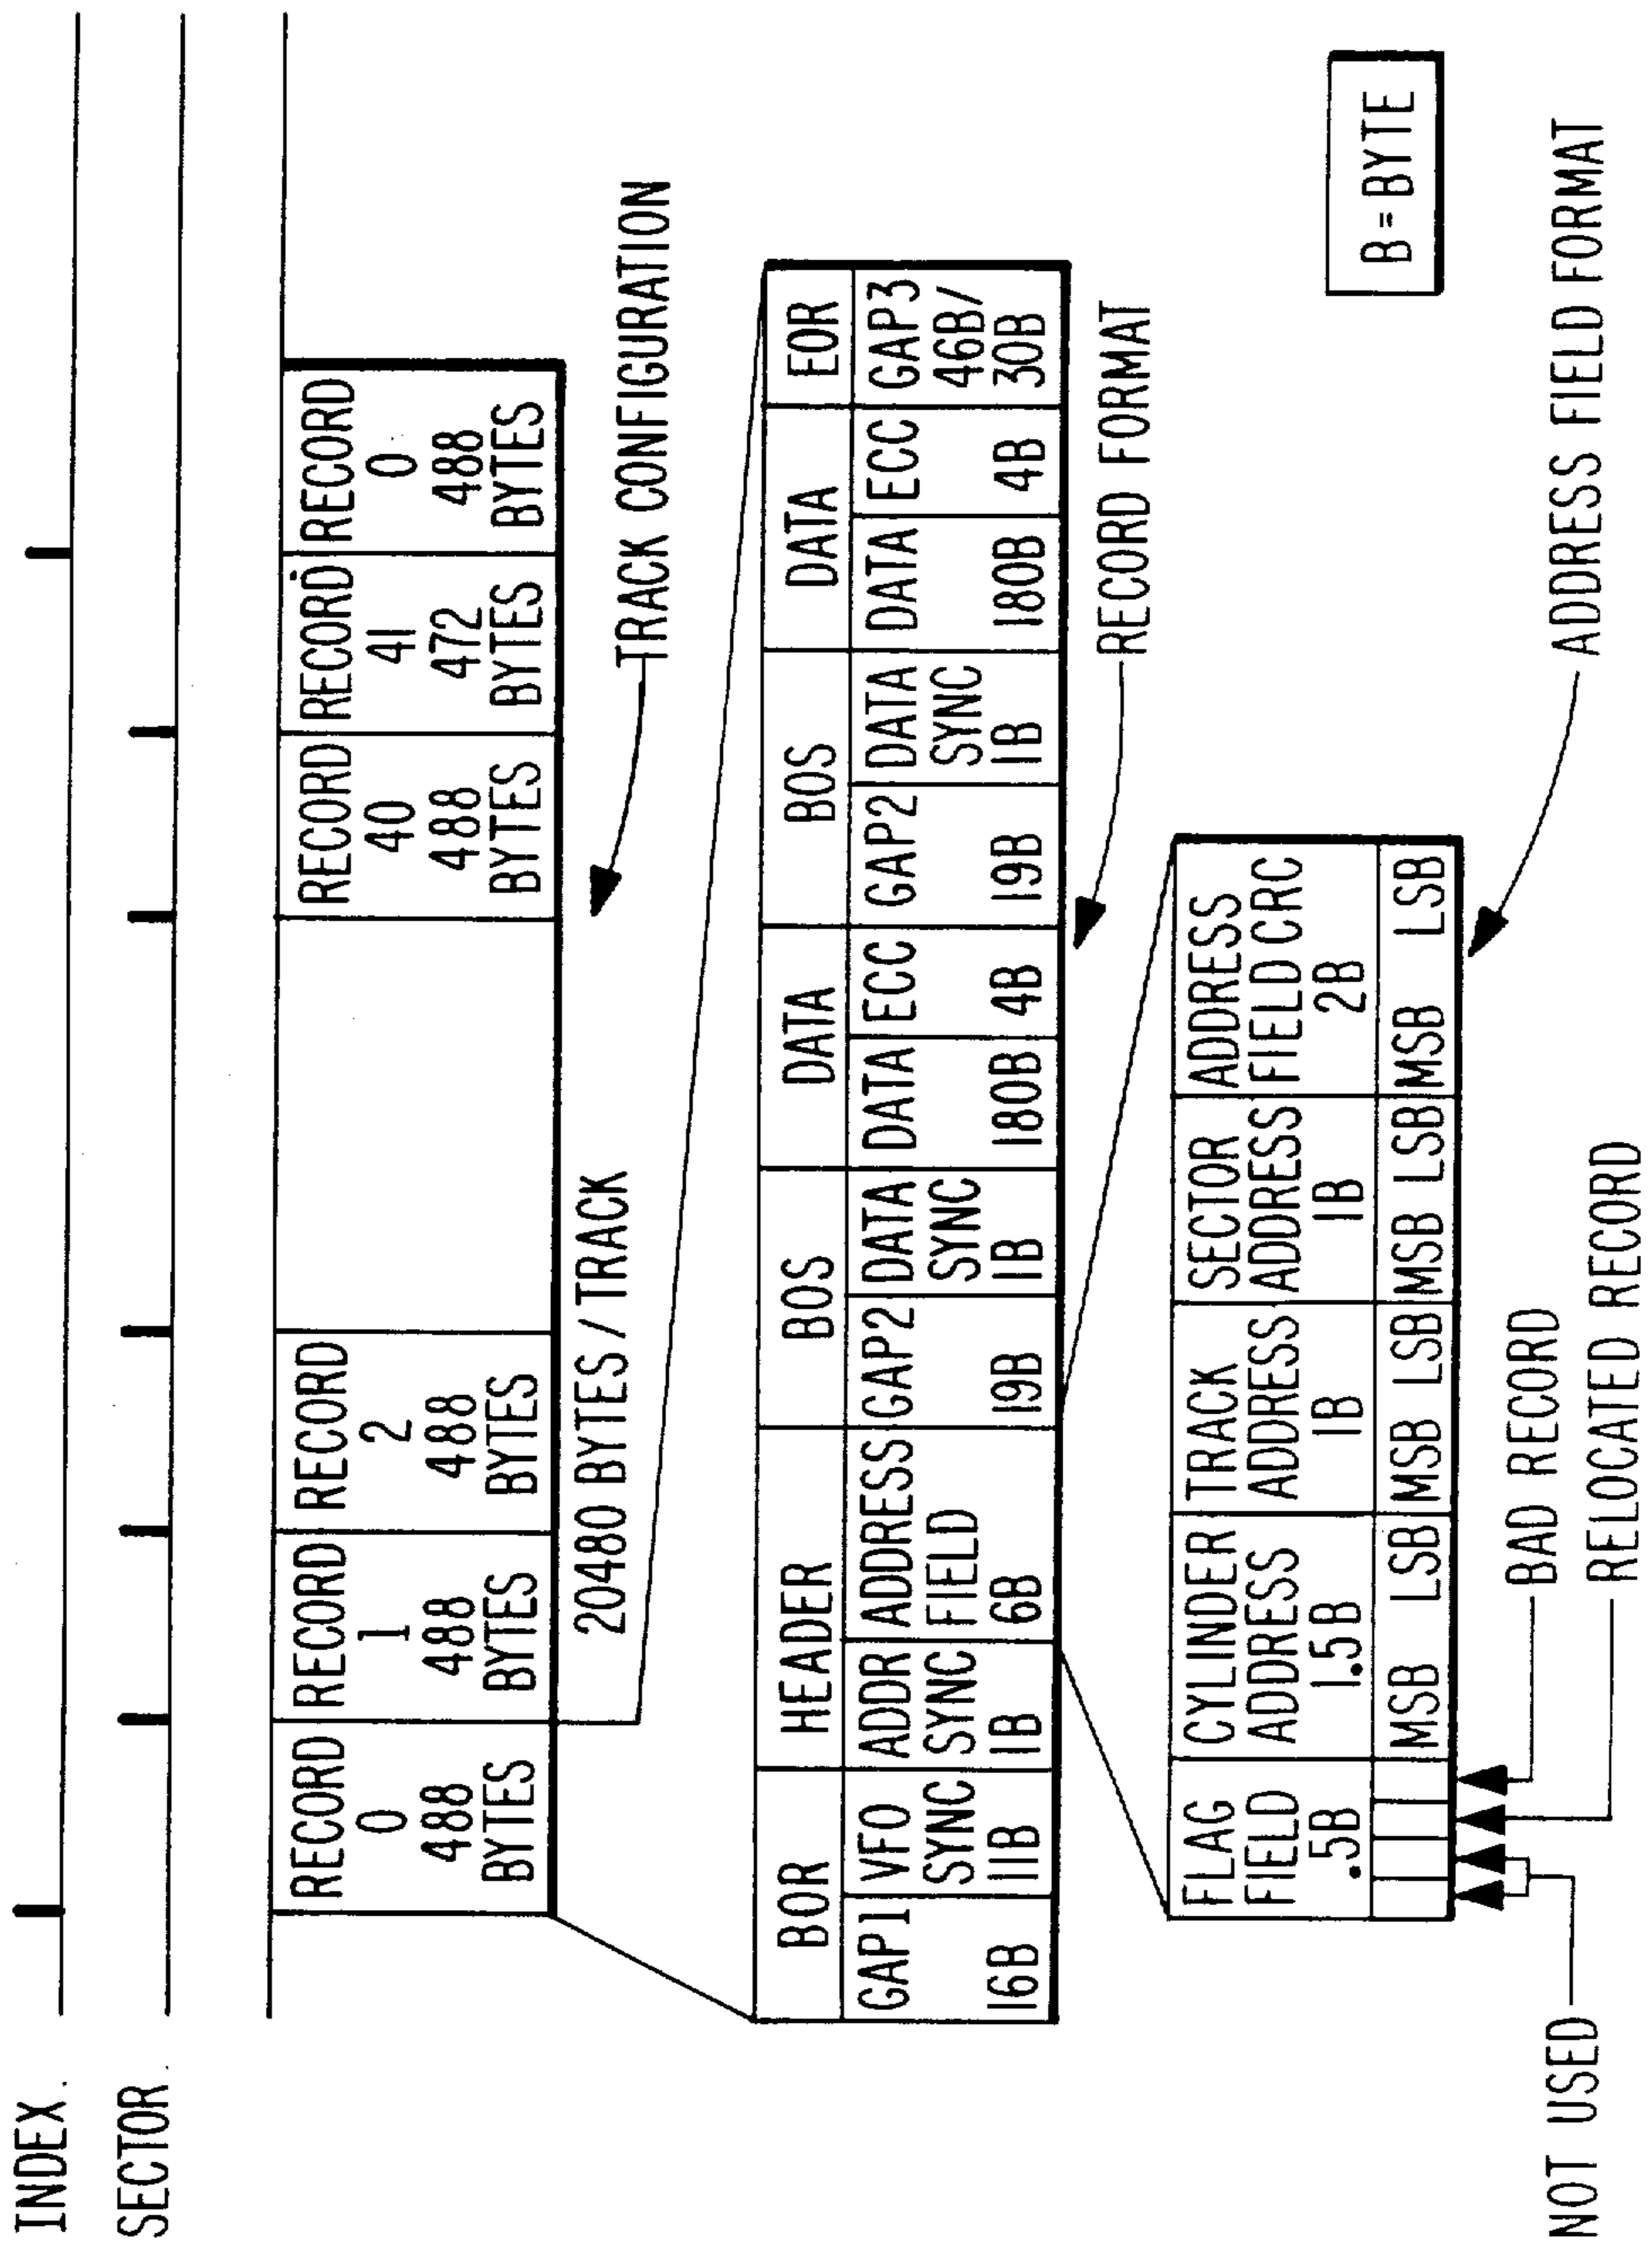 INDEX
SECTOR
RECORD
0
488
BYTES
RECORD
1
488
BYTES
RECORD
2
488
BYTES
RECORD
40
488
BYTES
RECORD
41
472
BYTES
RECORD
0
488
BYTES
20480 BYTES / TRACK
TRACK CONFIGURATION
BOR
HEADER
BOS
DATA
BOS
DATA
EOR
GAP1
16B
VFO
SYNC
11B
ADDR
SYNC
1B
ADDRESS
FIELD
6B
GAP2
19B
DATA
SYNC
1B
DATA
180B
ECC
4B
GAP2
19B
DATA
SYNC
1B
DATA
180B
ECC
4B
GAP3
46B/
30B
RECORD FORMAT
FLAG
FIELD
.5B
CYLINDER
ADDRESS
1.5B
MSB LSB
TRACK
ADDRESS
1B
MSB LSB
SECTOR
ADDRESS
1B
MSB LSB
ADDRESS
FIELD CRC
2B
MSB LSB
B = BYTE
NOT USED
BAD RECORD
RELOCATED RECORD
ADDRESS FIELD FORMAT